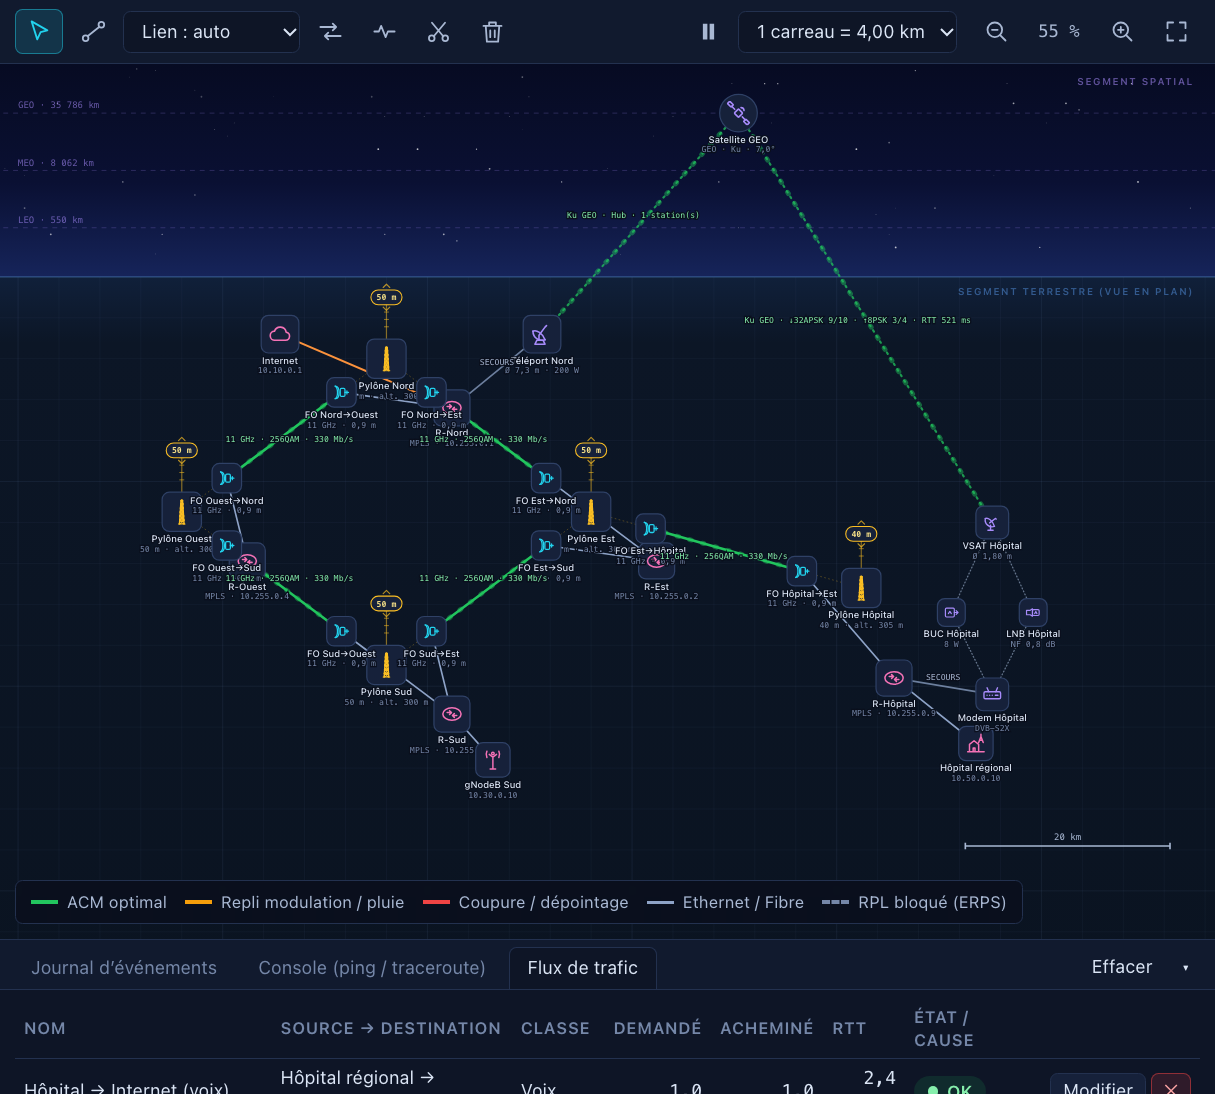 Lien : auto
1 carreau = 4,00 km
55 %
SEGMENT SPATIAL
GEO · 35 786 km
MEO · 8 062 km
LEO · 550 km
Satellite GEO
GEO · Ku · 7,0°
Ku GEO · Hub · 1 station(s)
SEGMENT TERRESTRE (VUE EN PLAN)
Ku GEO · ↓32APSK 9/10 · ↑8PSK 3/4 · RTT 521 ms
50 m
Internet
10.10.0.1
Pylône Nord
SECOURS
Téléport Nord
Ø 7,3 m · 200 W
FO Nord→Ouest
11 GHz · 0,9 m
FO Nord→Est
11 GHz · 0,9 m
R-Nord
11 GHz · 256QAM · 330 Mb/s
11 GHz · 256QAM · 330 Mb/s
50 m
50 m
FO Ouest→Nord
11 GHz · 0,9 m
FO Est→Nord
11 GHz · 0,9 m
Pylône Ouest
50 m · alt. 300
Pylône Est
FO Est→Hôpital
11 GHz · 256QAM · 330 Mb/s
FO Ouest→Sud
R-Ouest
MPLS · 10.255.0.4
11 GHz · 256QAM · 330 Mb/s
FO Est→Sud
11 GHz · 256QAM · 330 Mb/s
R-Est
MPLS · 10.255.0.2
40 m
FO Hôpital→Est
11 GHz · 0,9 m
Pylône Hôpital
40 m · alt. 305 m
VSAT Hôpital
Ø 1,80 m
BUC Hôpital
8 W
LNB Hôpital
NF 0,8 dB
50 m
FO Sud→Ouest
11 GHz · 0,9 m
FO Sud→Est
11 GHz · 0,9 m
Pylône Sud
50 m · alt. 300 m
R-Sud
MPLS · 10.255
gNodeB Sud
10.30.0.10
SECOURS
R-Hôpital
MPLS · 10.255.0.9
Modem Hôpital
DVB-S2X
Hôpital régional
10.50.0.10
20 km
ACM optimal
Repli modulation / pluie
Coupure / dépointage
Ethernet / Fibre
RPL bloqué (ERPS)
Journal d’événements
Console (ping / traceroute)
Flux de trafic
Effacer
NOM
SOURCE → DESTINATION
CLASSE
DEMANDÉ
ACHEMINÉ
RTT
ÉTAT /
CAUSE
Hôpital → Internet (voix)
Hôpital régional →
Voix
1,0
1,0
2,4
OK
Modifier